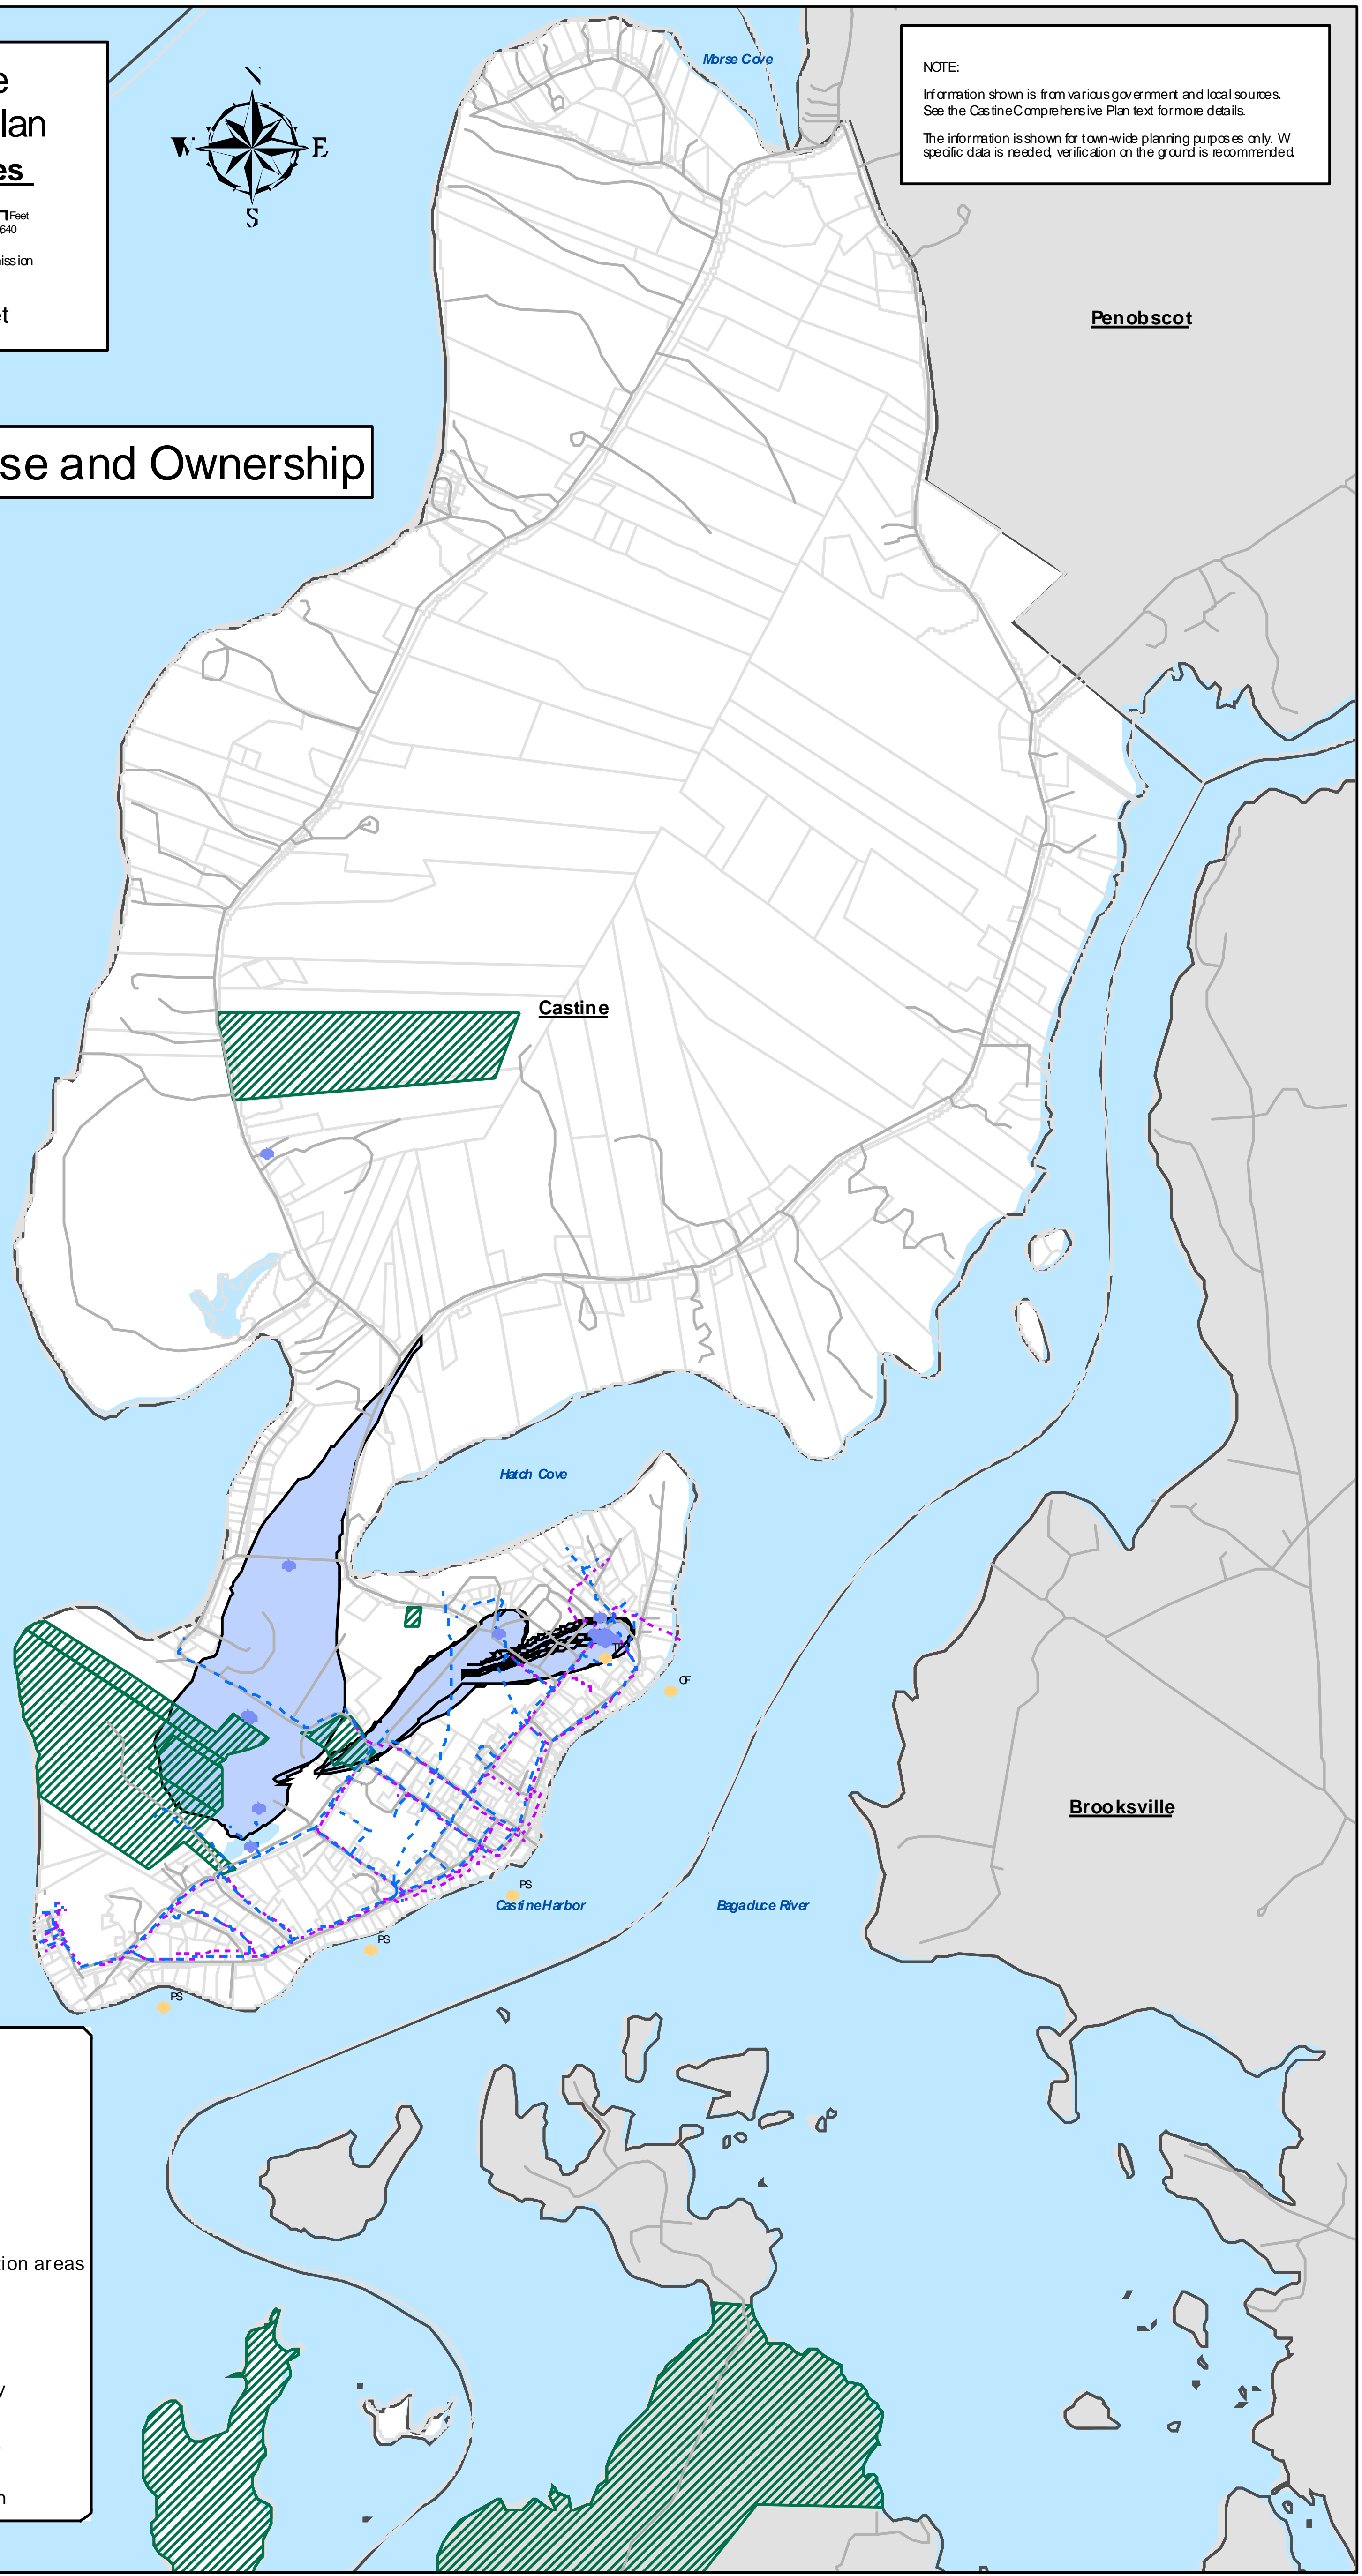 e
lan
es
Feet
640
ission
et
N
W
E
S
Morse Cove
NOTE:
Information shown is from various government and local sources.
See the Castine Comprehensive Plan text for more details.
The information is shown for town-wide planning purposes only. W
specific data is needed, verification on the ground is recommended.
Penobscot
se and Ownership
Castine
Hatch Cove
OF
Brooksville
PS
Castine Harbor
Bagaduce River
PS
PS
tion areas
y
e
n